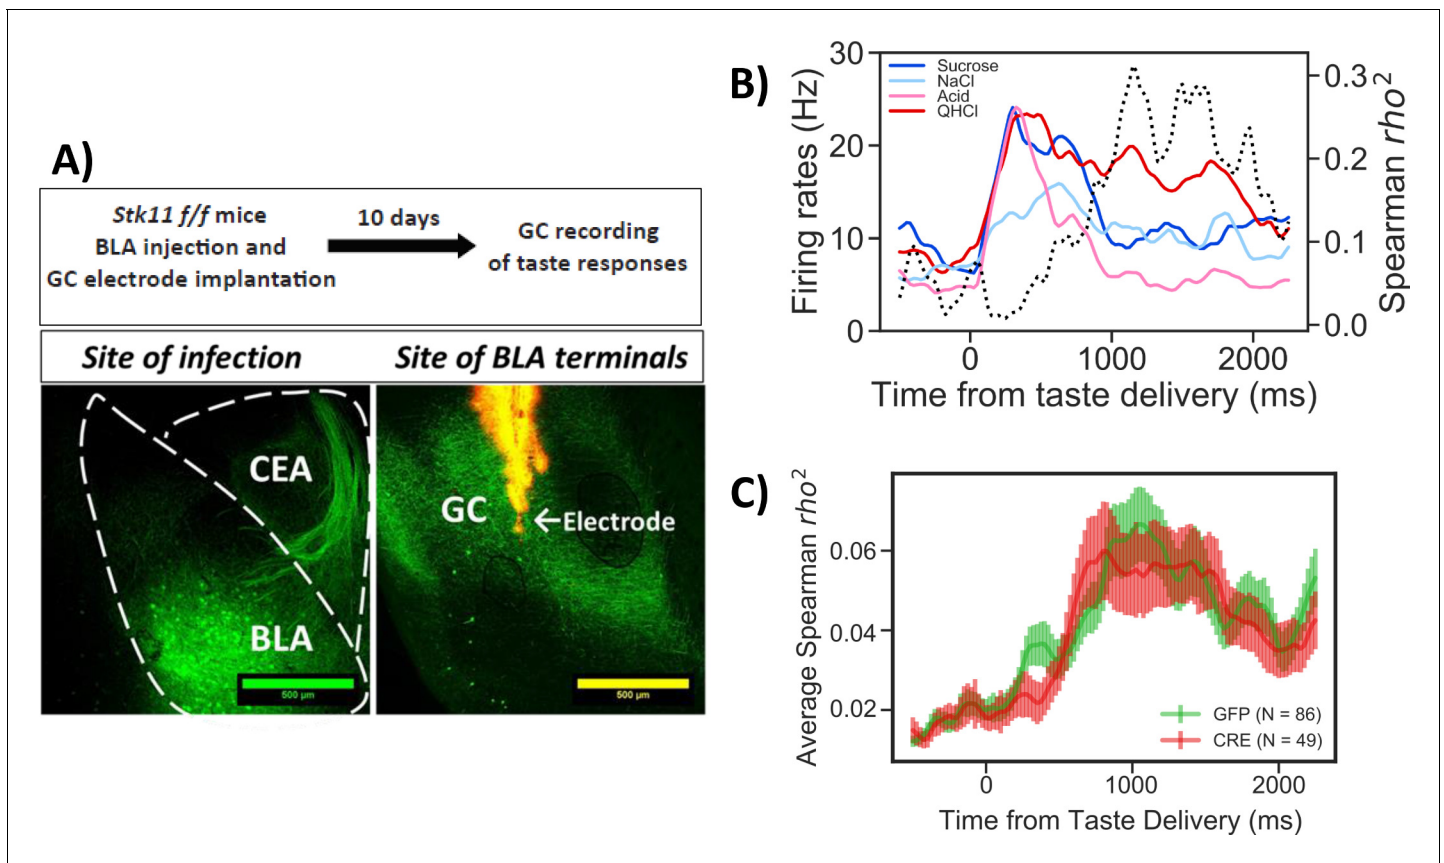 A)
Stk11 f/f mice
BLA injection and
GC electrode implantation
10 days
GC recording
of taste responses
Site of infection
Site of BLA terminals
CEA
BLA
500 µm
GC
←Electrode
500 µm
B)
Sucrose
NaCl
Acid
QHCl
Firing rates (Hz)
30
20
10
0
Spearman rho²
0.3
0.2
0.1
0.0
0 1000 2000
Time from taste delivery (ms)
C)
Average Spearman rho²
0.06
0.04
0.02
GFP (N = 86)
CRE (N = 49)
0 1000 2000
Time from Taste Delivery (ms)